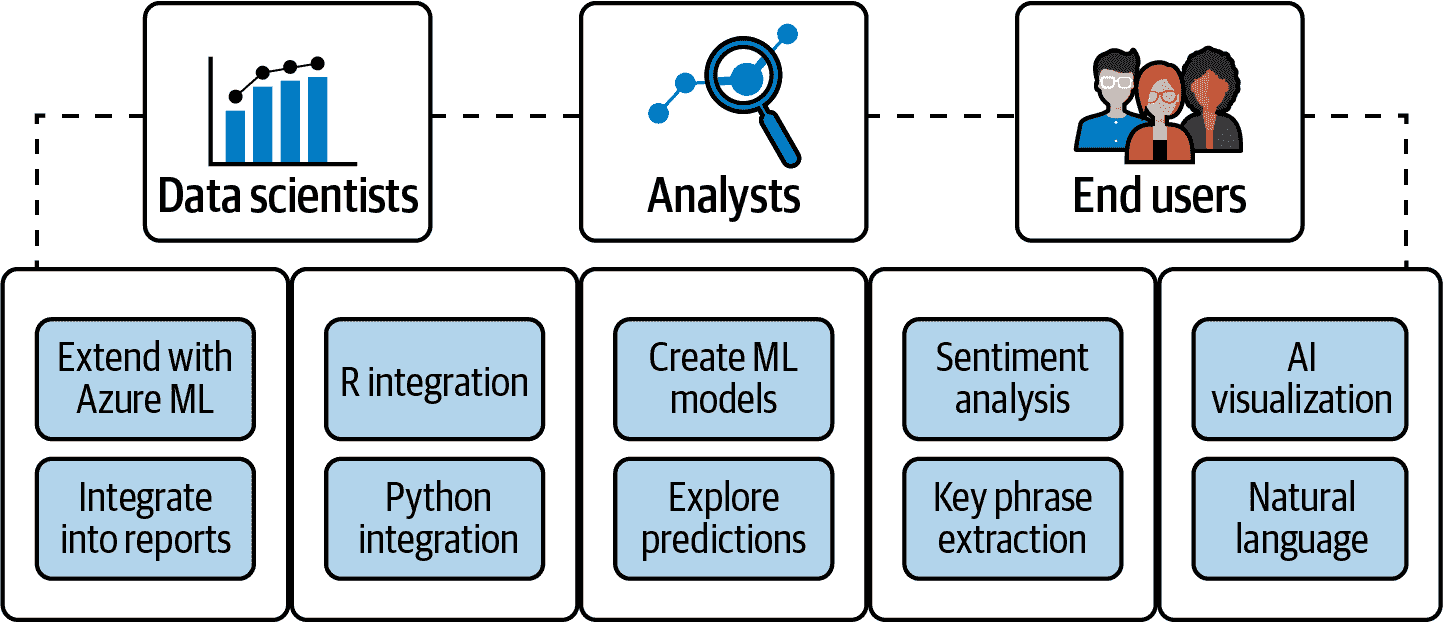 Data scientists
Analysts
End users
Extend with
Azure ML
Integrate
into reports
R integration
Python
integration
Create ML
models
Explore
predictions
Sentiment
analysis
Key phrase
extraction
AI
visualization
Natural
language